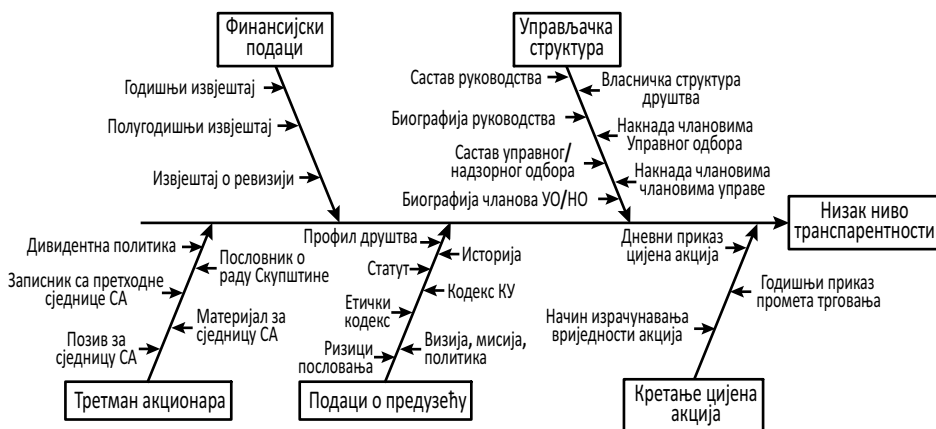 Финансијски
подаци
Управљачка
структура
Годишњи извјештај
Полугодишњи извјештај
Извјештај о ревизији
Састав руководства
Власничка структура
друштва
Биографија руководства
Накнада члановима
Управног одбора
Састав управног/
надзорног одбора
Накнада члановима
члановима управе
Биографија чланова УО/НО
Низак ниво
транспарентности
Дивидентна политика
Пословник о
раду Скупштине
Записник са претходне
сједнице СА
Материјал за
сједницу СА
Позив за
сједницу СА
Третман акционара
Профил друштва
Историја
Статут
Кодекс КУ
Етички
кодекс
Визија, мисија,
политика
Ризици
пословања
Подаци о предузећу
Дневни приказ
цијена акција
Годишњи приказ
промета трговања
Начин израчунавања
вриједности акција
Кретање цијена
акција